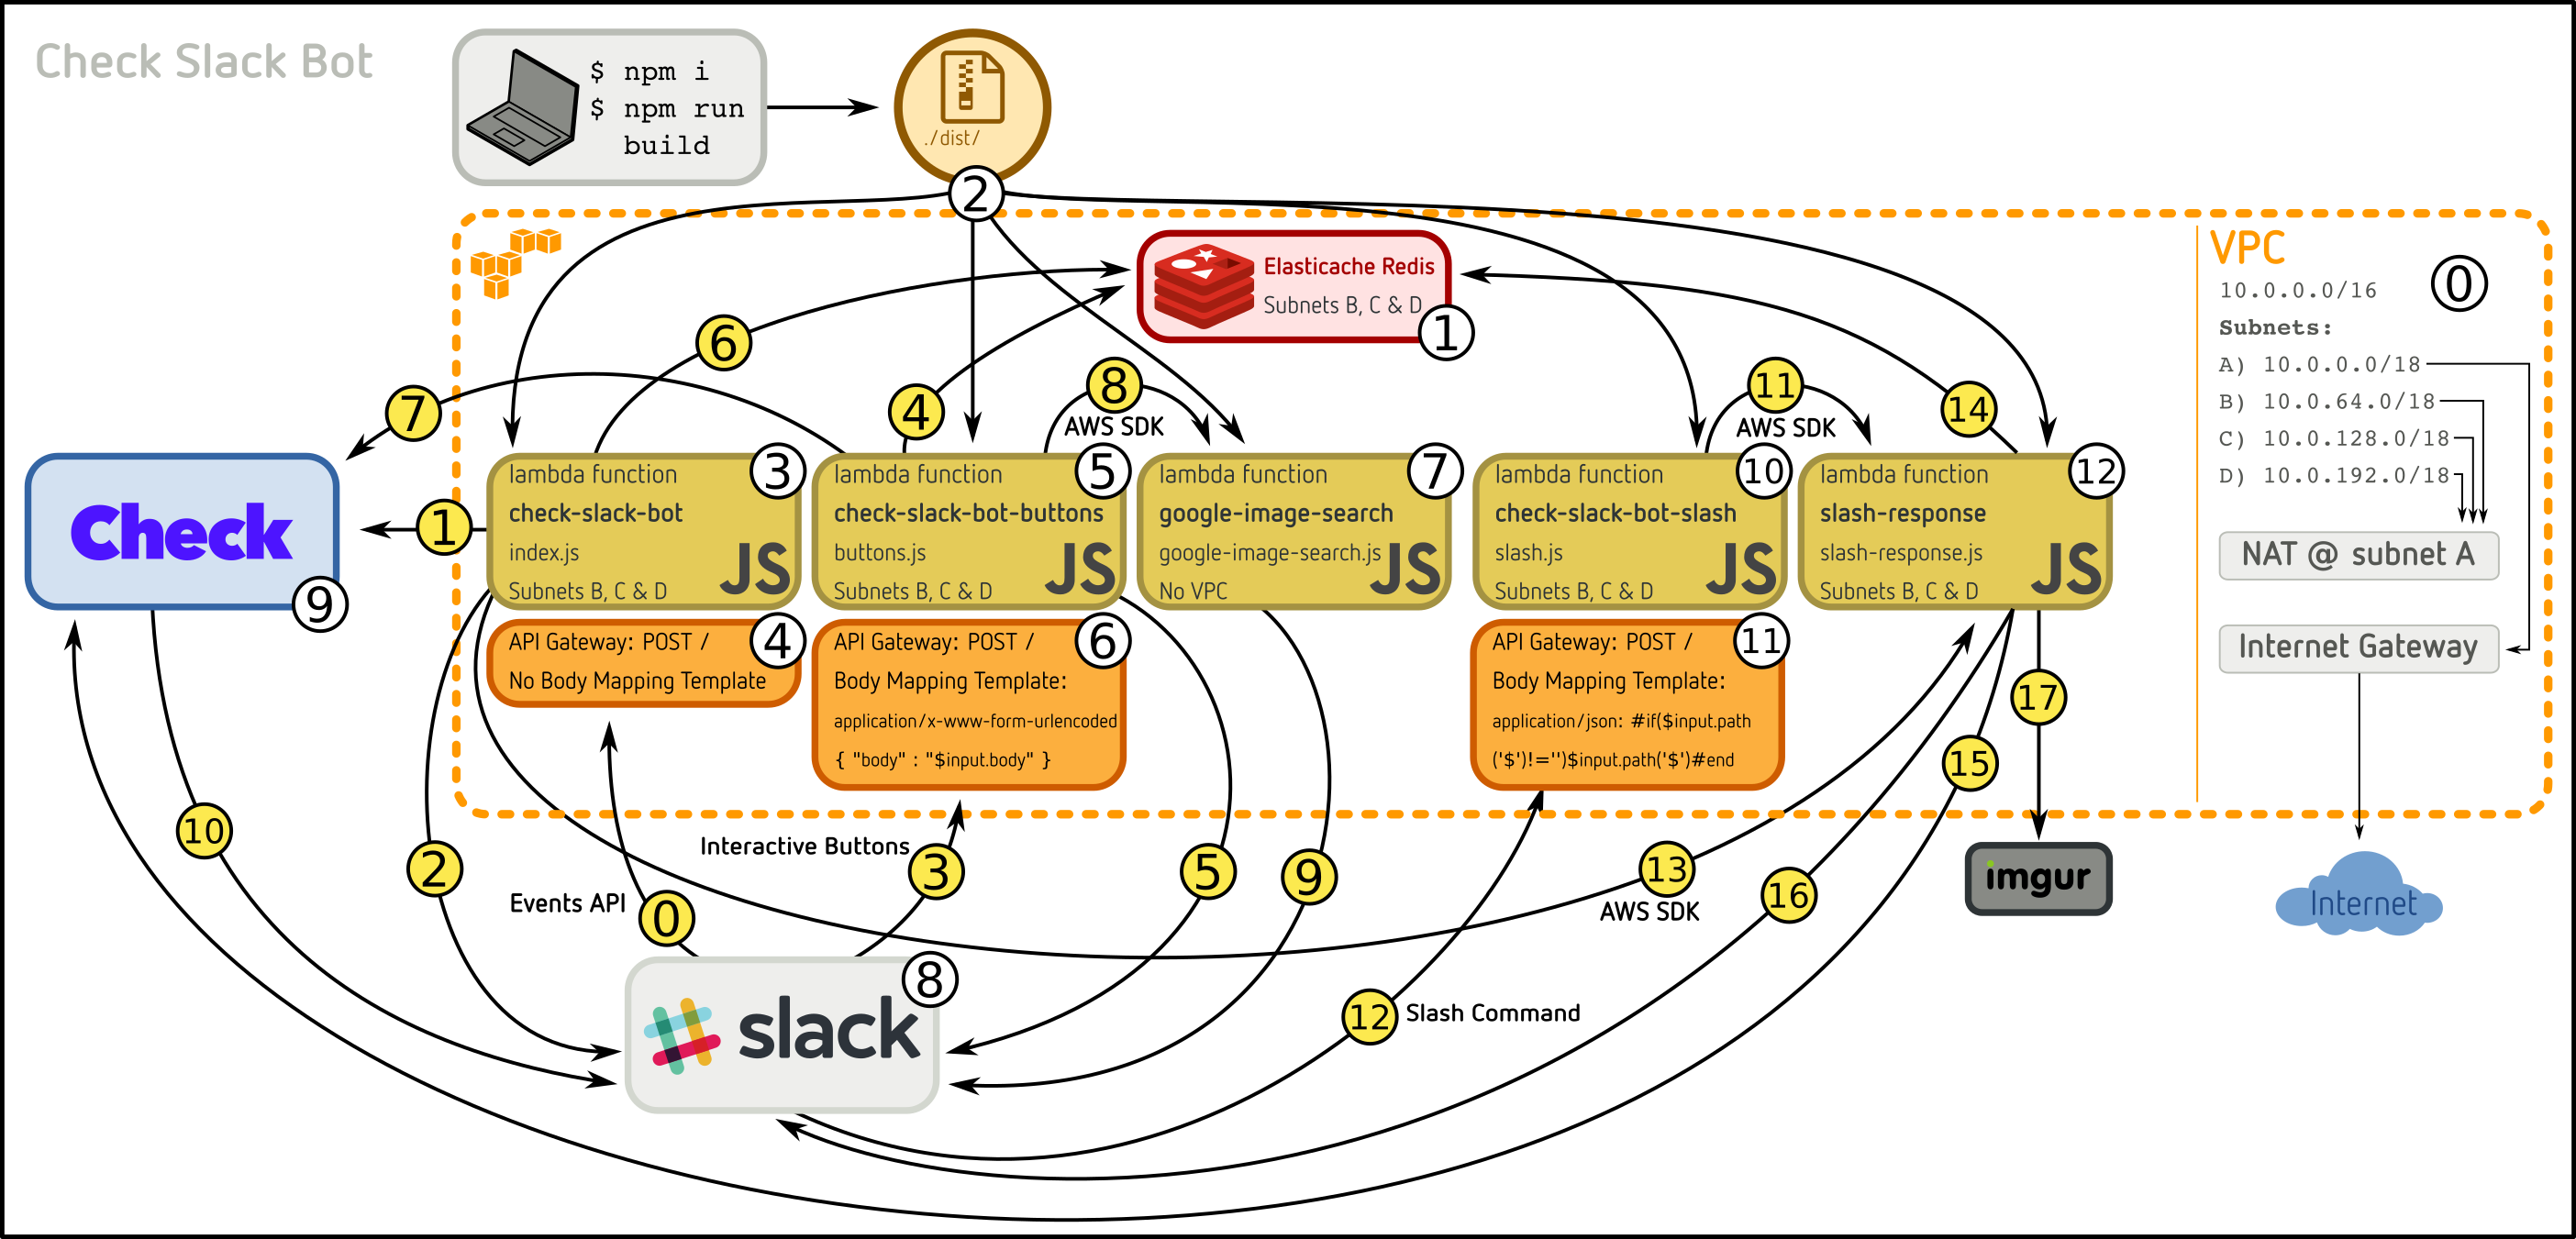 Check Slack Bot
$ npm i
$ npm run
build
./dist/
2
VPC
0
10.0.0.0/16
Subnets:
A) 10.0.0.0/18
B) 10.0.64.0/18
C) 10.0.128.0/18
D) 10.0.192.0/18
NAT @ subnet A
Internet Gateway
Internet
Elasticache Redis
Subnets B, C & D
1
6
7
4
8
AWS SDK
11
AWS SDK
14
Check
9
1
lambda function
3
check-slack-bot
index.js
JS
Subnets B, C & D
lambda function
5
check-slack-bot-buttons
buttons.js
JS
Subnets B, C & D
lambda function
7
google-image-search
google-image-search.js
JS
No VPC
lambda function
10
check-slack-bot-slash
slash.js
JS
Subnets B, C & D
lambda function
12
slash-response
slash-response.js
JS
Subnets B, C & D
API Gateway: POST /
4
No Body Mapping Template
API Gateway: POST /
6
Body Mapping Template:
application/x-www-form-urlencoded
{ "body" : "$input.body" }
API Gateway: POST /
11
Body Mapping Template:
application/json: #if($input.path
('$')!='')$input.path('$')#end
17
15
10
2
Interactive Buttons
3
5
9
13
AWS SDK
16
imgur
Events API
0
slack
8
12
Slash Command